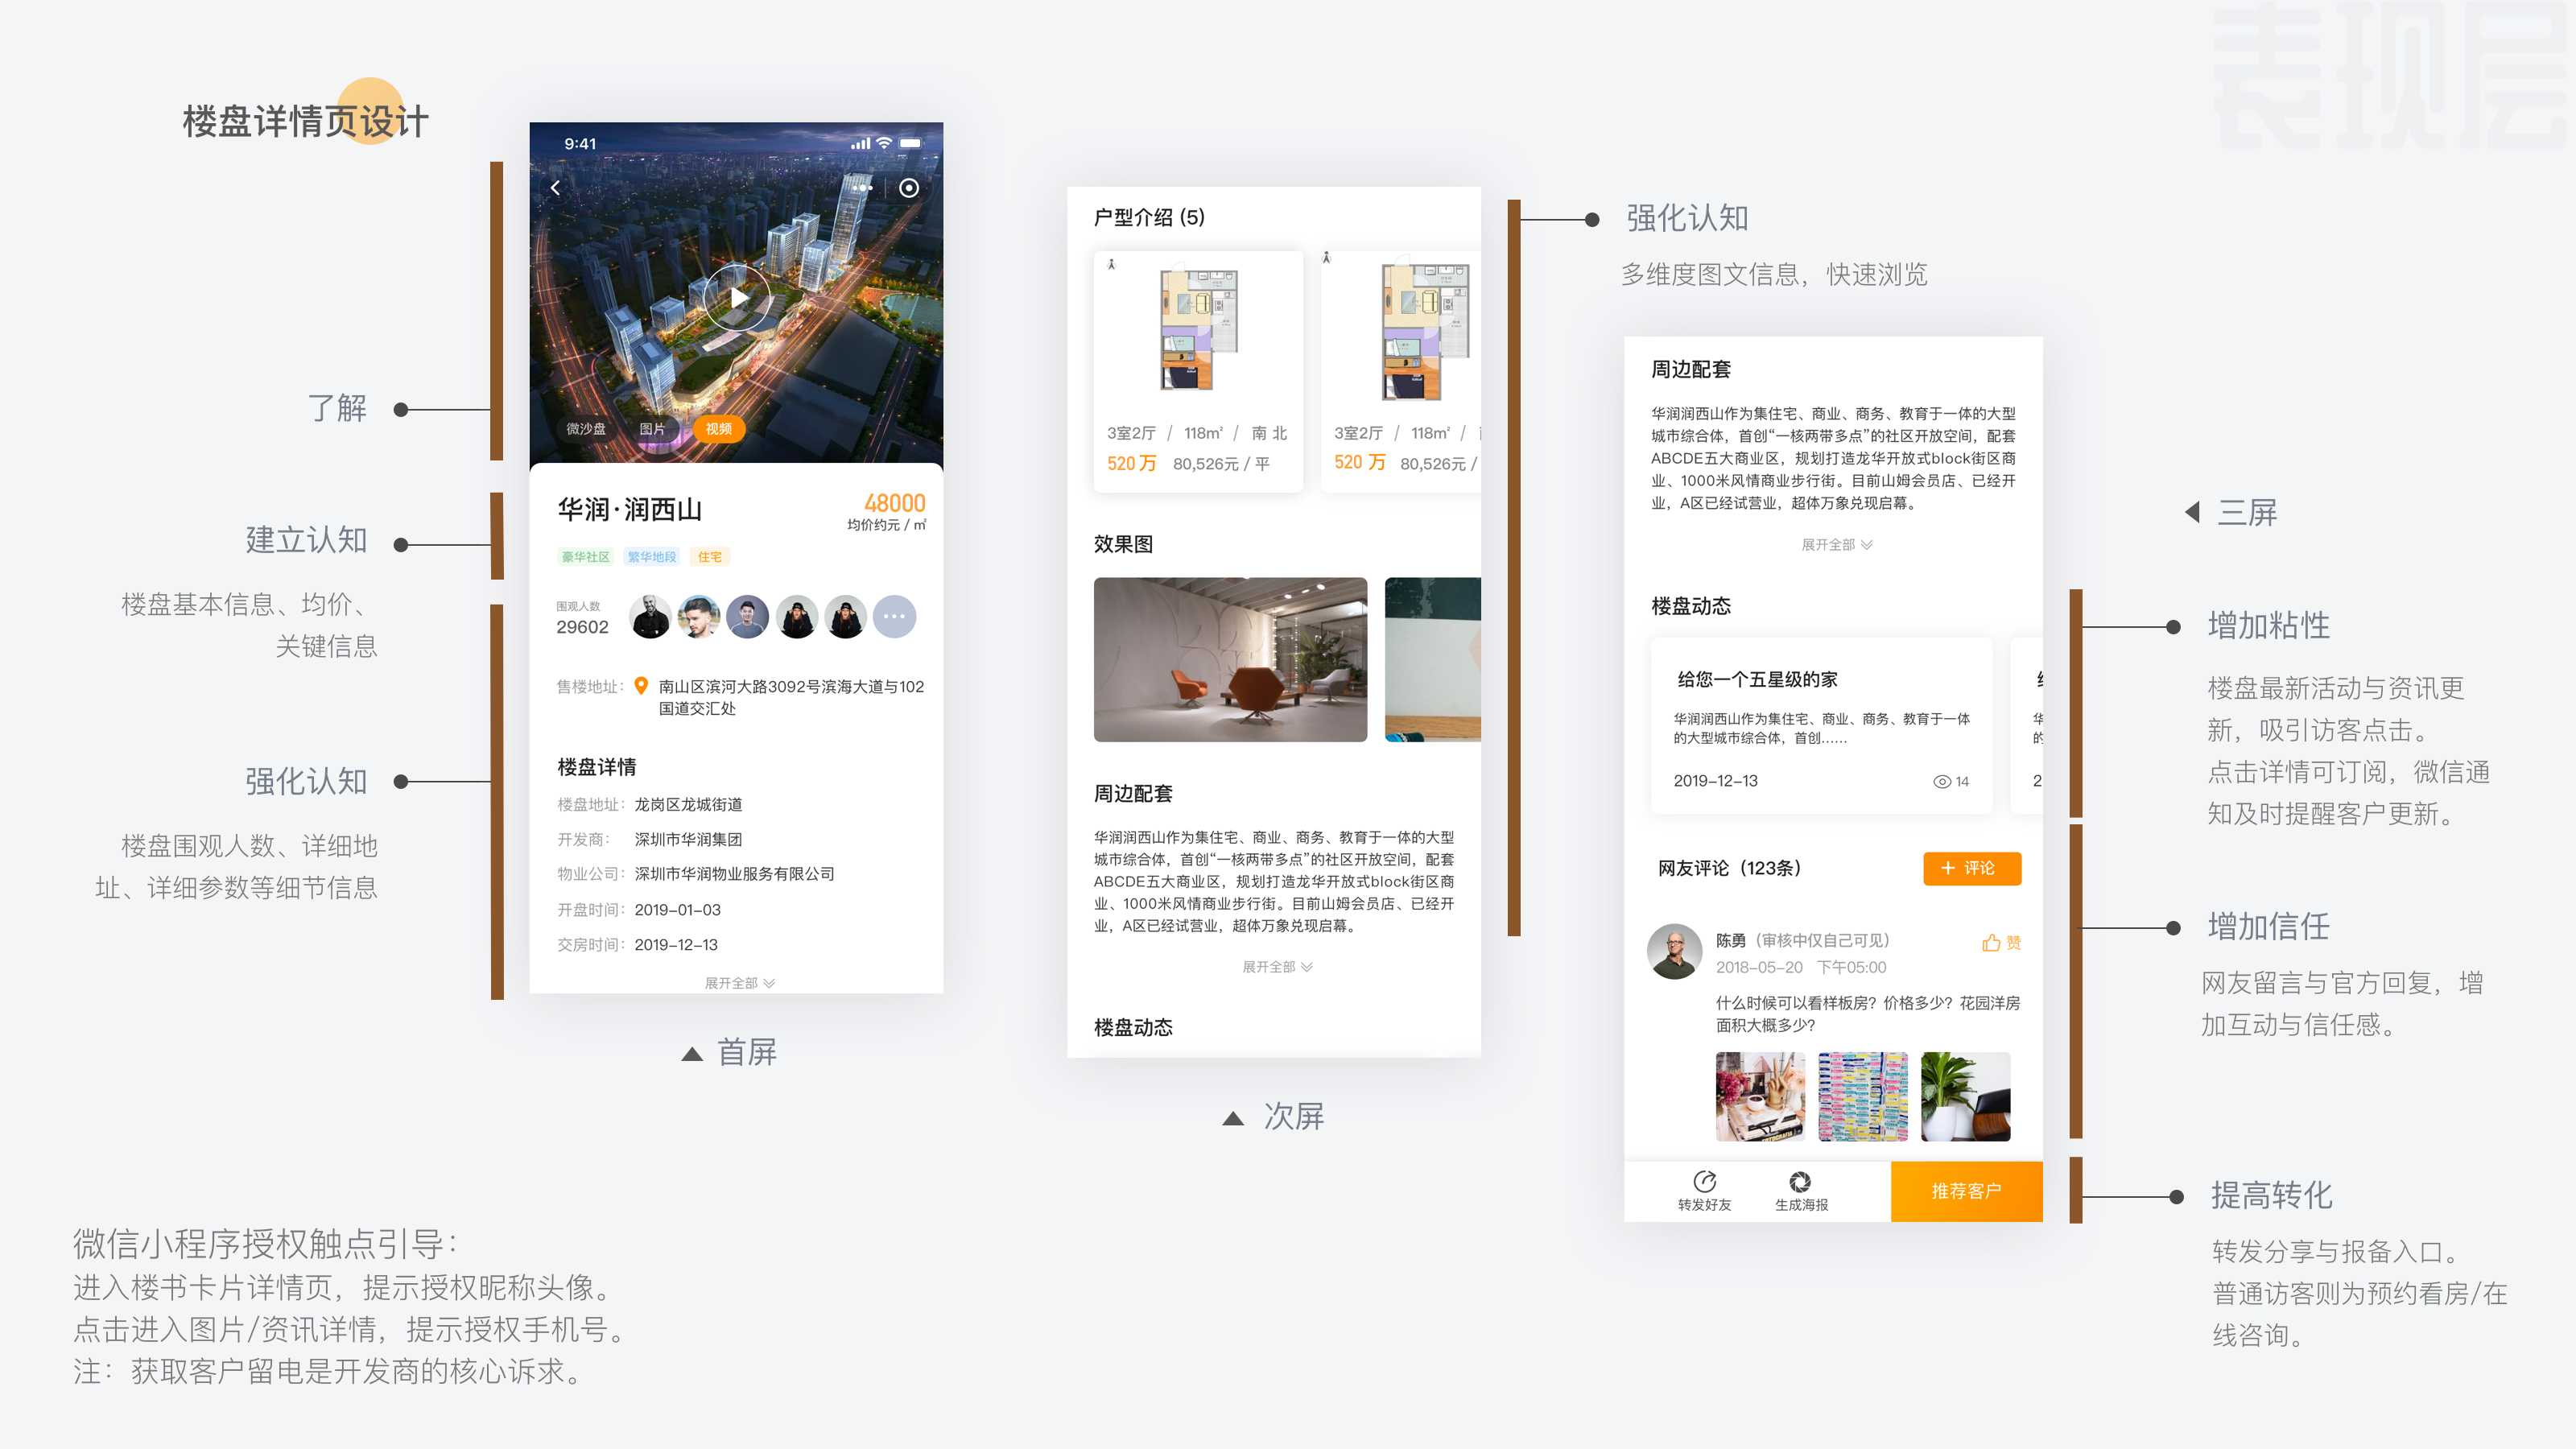 表现层
楼盘详情页设计
了解
建立认知
楼盘基本信息、均价、
关键信息
强化认知
楼盘围观人数、详细地
址、详细参数等细节信息
9:41
微沙盘
图片
视频
华润·润西山
48000
均价约元 / ㎡
豪华社区
繁华地段
住宅
围观人数
29602
售楼地址：
南山区滨河大路3092号滨海大道与102
国道交汇处
楼盘详情
楼盘地址：龙岗区龙城街道
开发商：深圳市华润集团
物业公司：深圳市华润物业服务有限公司
开盘时间：2019-01-03
交房时间：2019-12-13
展开全部
首屏
户型介绍 (5)
3室2厅 / 118㎡ / 南 北
520 万 80,526元 / 平
3室2厅 / 118㎡ /
520 万 80,526元 /
效果图
周边配套
华润润西山作为集住宅、商业、商务、教育于一体的大型
城市综合体，首创“一核两带多点”的社区开放空间，配套
ABCDE五大商业区，规划打造龙华开放式block街区商
业、1000米风情商业步行街。目前山姆会员店、已经开
业，A区已经试营业，超体万象兑现启幕。
展开全部
楼盘动态
次屏
强化认知
多维度图文信息，快速浏览
周边配套
华润润西山作为集住宅、商业、商务、教育于一体的大型
城市综合体，首创“一核两带多点”的社区开放空间，配套
ABCDE五大商业区，规划打造龙华开放式block街区商
业、1000米风情商业步行街。目前山姆会员店、已经开
业，A区已经试营业，超体万象兑现启幕。
展开全部
楼盘动态
给您一个五星级的家
华润润西山作为集住宅、商业、商务、教育于一体
的大型城市综合体，首创......
2019-12-13
14
华
的
2
网友评论（123条）
+ 评论
陈勇（审核中仅自己可见）
赞
2018-05-20 下午05:00
什么时候可以看样板房？价格多少？花园洋房
面积大概多少？
转发好友
生成海报
推荐客户
三屏
增加粘性
楼盘最新活动与资讯更
新，吸引访客点击。
点击详情可订阅，微信通
知及时提醒客户更新。
增加信任
网友留言与官方回复，增
加互动与信任感。
提高转化
转发分享与报备入口。
普通访客则为预约看房/在
线咨询。
微信小程序授权触点引导：
进入楼书卡片详情页，提示授权昵称头像。
点击进入图片/资讯详情，提示授权手机号。
注：获取客户留电是开发商的核心诉求。